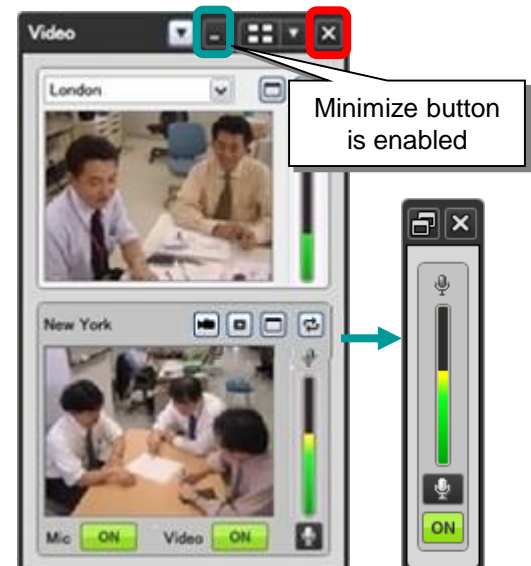 Video
London
Minimize button
is enabled
New York
Mic ON Video ON
ON